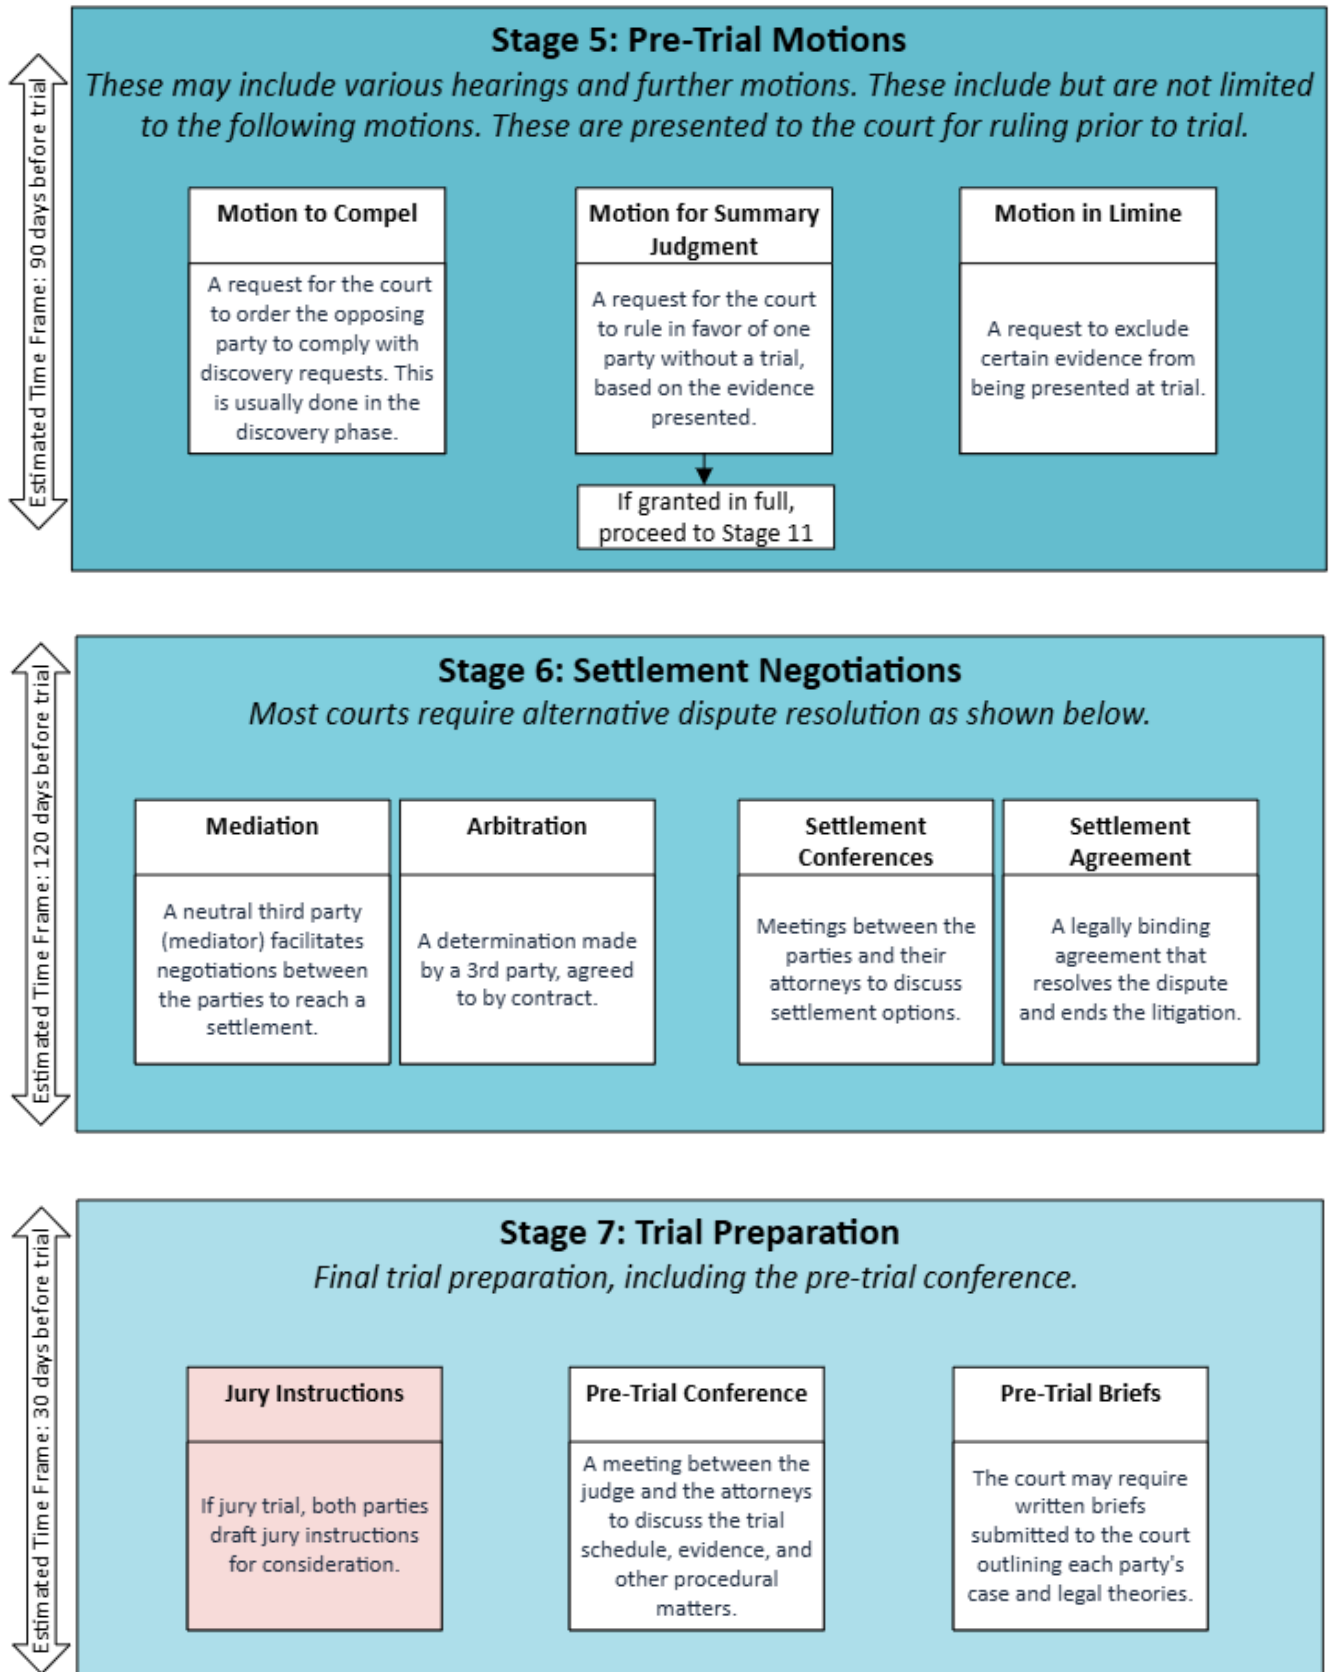 Stage 5: Pre-Trial Motions
These may include various hearings and further motions. These include but are not limited
to the following motions. These are presented to the court for ruling prior to trial.
Estimated Time Frame: 90 days before trial
Motion to Compel
A request for the court
to order the opposing
party to comply with
discovery requests. This
is usually done in the
discovery phase.
Motion for Summary
Judgment
A request for the court
to rule in favor of one
party without a trial,
based on the evidence
presented.
If granted in full,
proceed to Stage 11
Motion in Limine
A request to exclude
certain evidence from
being presented at trial.
Stage 6: Settlement Negotiations
Most courts require alternative dispute resolution as shown below.
Estimated Time Frame: 120 days before trial
Mediation
A neutral third party
(mediator) facilitates
negotiations between
the parties to reach a
settlement.
Arbitration
A determination made
by a 3rd party, agreed
to by contract.
Settlement
Conferences
Meetings between the
parties and their
attorneys to discuss
settlement options.
Settlement
Agreement
A legally binding
agreement that
resolves the dispute
and ends the litigation.
Stage 7: Trial Preparation
Final trial preparation, including the pre-trial conference.
Estimated Time Frame: 30 days before trial
Jury Instructions
If jury trial, both parties
draft jury instructions
for consideration.
Pre-Trial Conference
A meeting between the
judge and the attorneys
to discuss the trial
schedule, evidence, and
other procedural
matters.
Pre-Trial Briefs
The court may require
written briefs
submitted to the court
outlining each party's
case and legal theories.